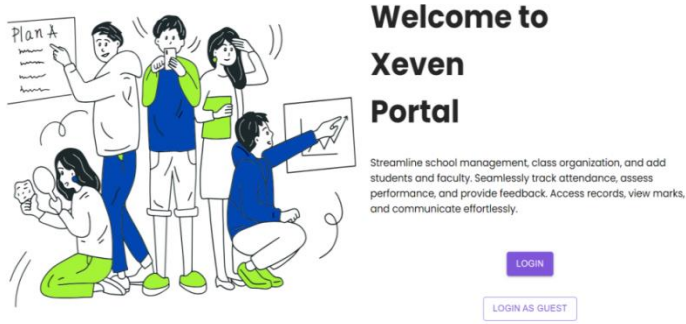 Plan A
Welcome to
Xeven
Portal
Streamline school management, class organization, and add
students and faculty. Seamlessly track attendance, assess
performance, and provide feedback. Access records, view marks,
and communicate effortlessly.
LOGIN
LOGIN AS GUEST